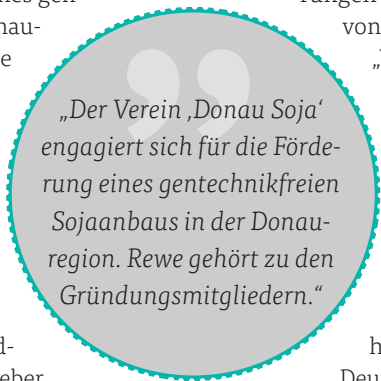 „Der Verein ‚Donau Soja‘
engagiert sich für die Förde-
rung eines gentechnikfreien
Sojaanbaus in der Donau-
region. Rewe gehört zu den
Gründungsmitgliedern.“